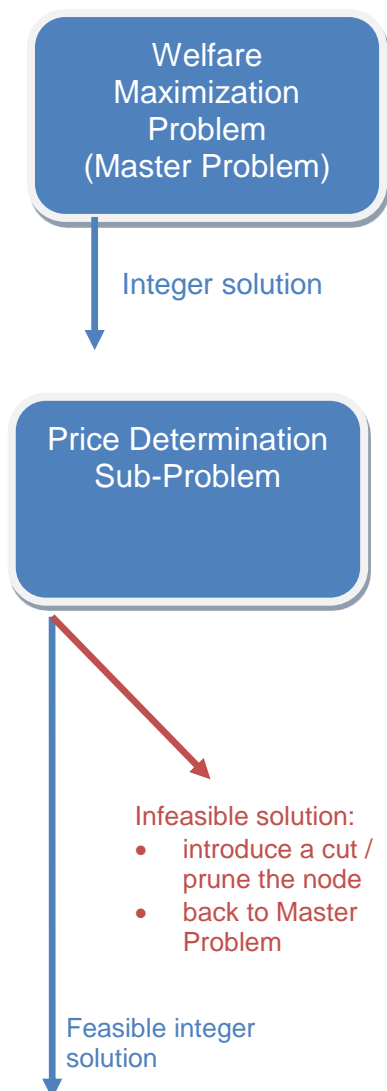 Welfare
Maximization
Problem
(Master Problem)
Integer solution
Price Determination
Sub-Problem
Infeasible solution:
• introduce a cut /
prune the node
• back to Master
Problem
Feasible integer
solution